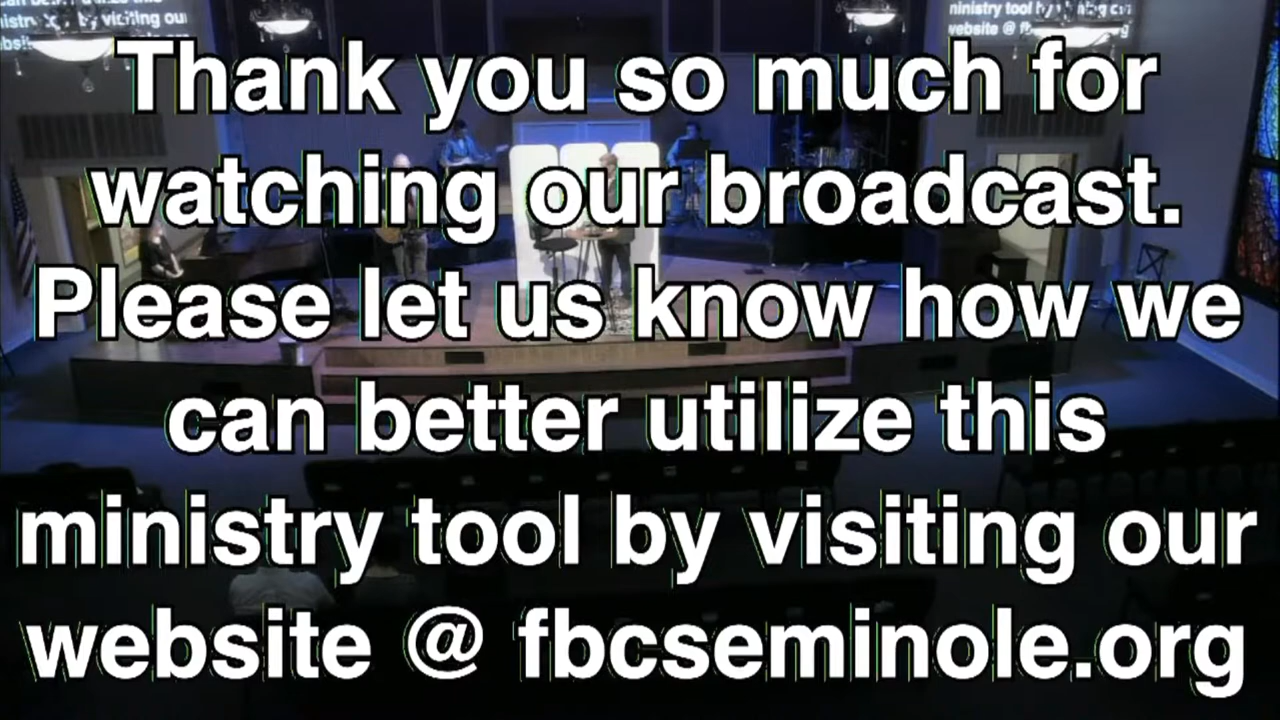 Thank you so much for
watching our broadcast.
Please let us know how we
can better utilize this
ministry tool by visiting our
website @ fbcseminole.org